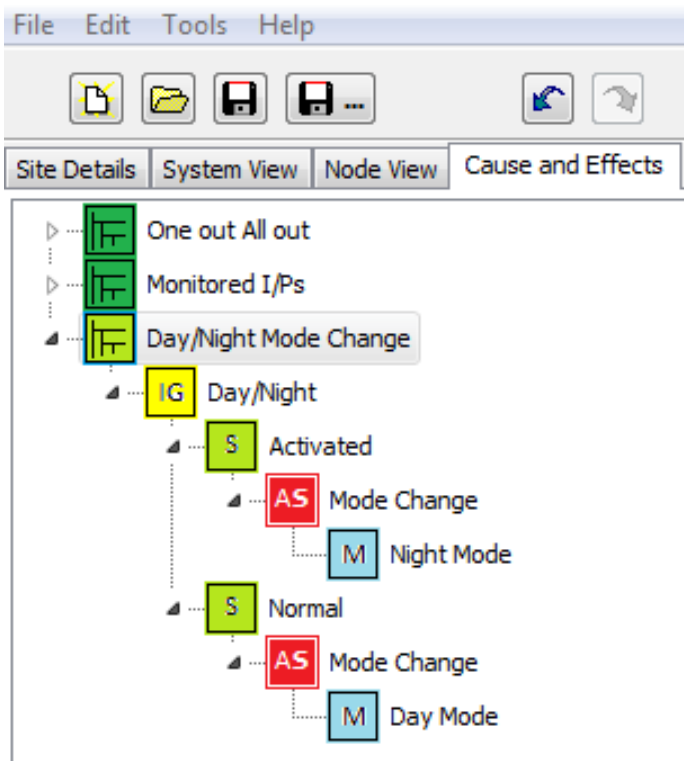 File Edit Tools Help
...
Site Details System View Node View Cause and Effects
One out All out
Monitored I/Ps
Day/Night Mode Change
IG Day/Night
S Activated
AS Mode Change
M Night Mode
S Normal
AS Mode Change
M Day Mode